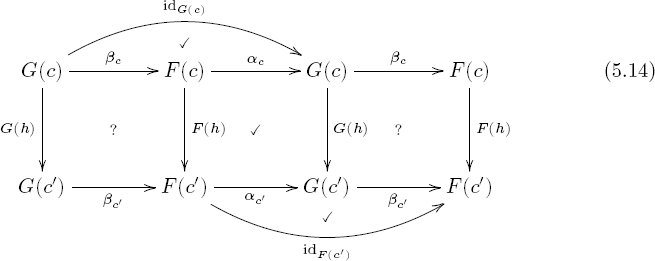 id_{G(c)}
✓
β_c α_c β_c
G(c) F(c) G(c) F(c) (5.14)
G(h) ? F(h) ✓ G(h) ? F(h)
G(c′) F(c′) G(c′) F(c′)
β_{c′} α_{c′} β_{c′}
✓
id_{F(c′)}